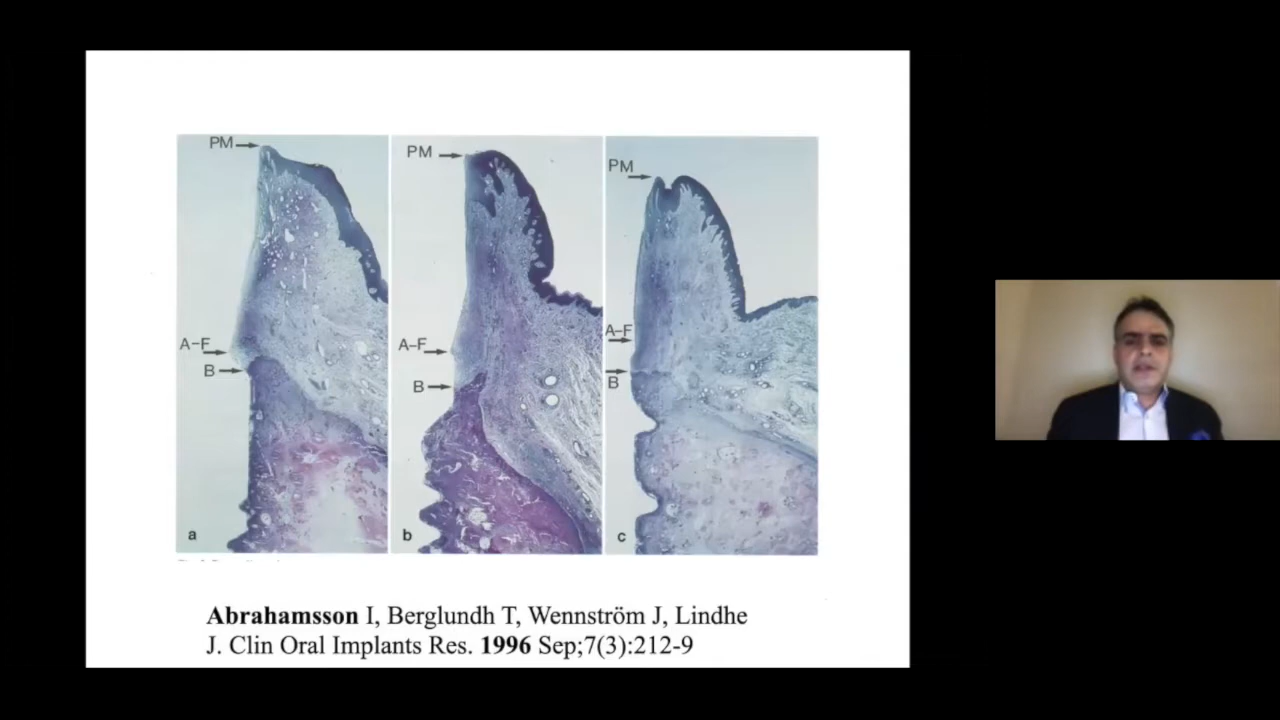 PM
PM
PM
A-F
A-F
A-F
B
B
B
a
b
c
Abrahamsson I, Berglundh T, Wennström J, Lindhe
J. Clin Oral Implants Res. 1996 Sep;7(3):212-9